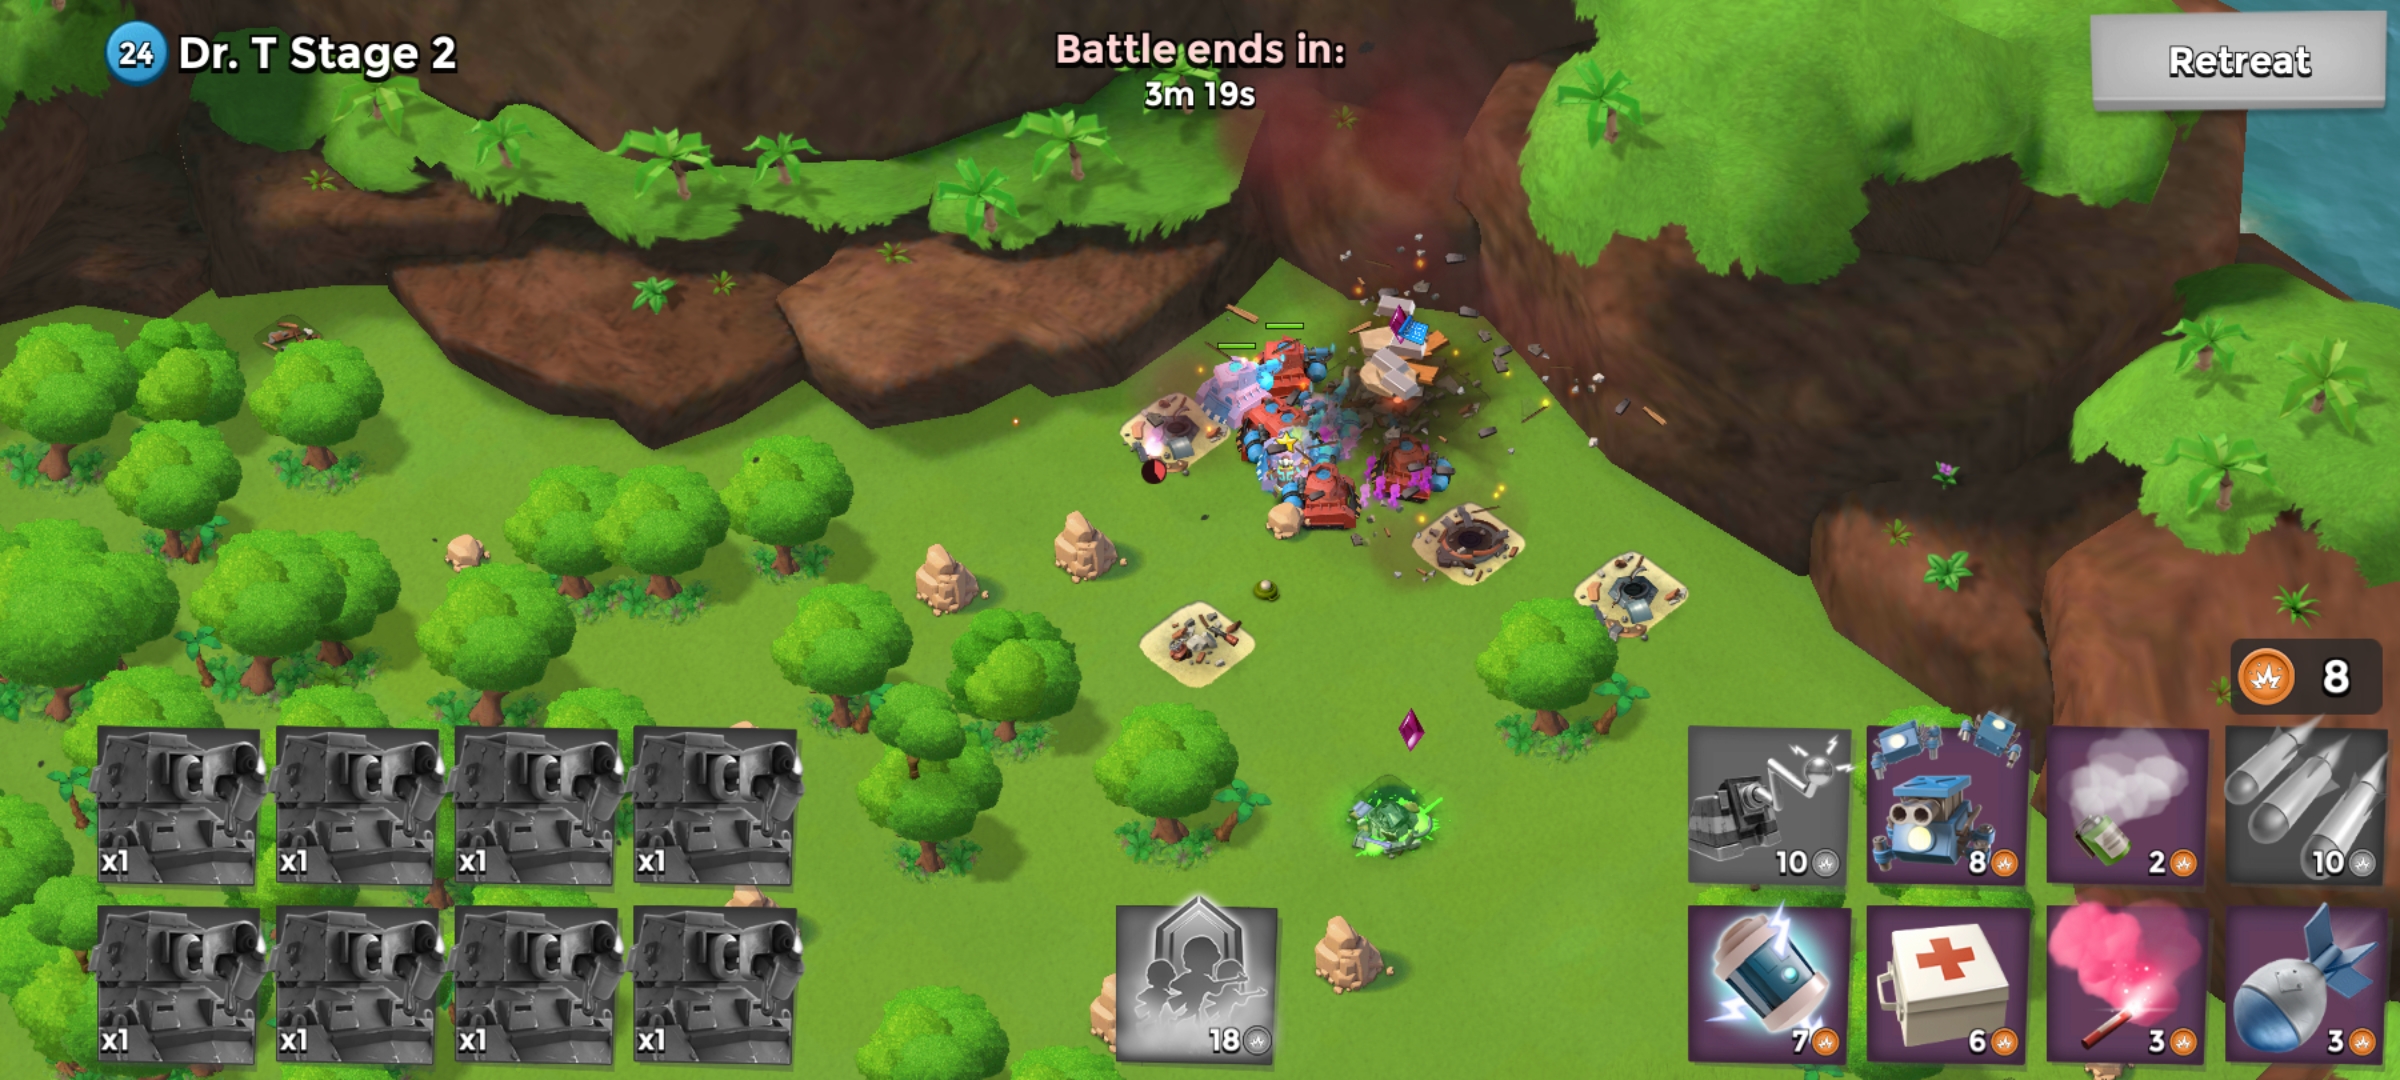 24 Dr. T Stage 2
Battle ends in:
3m 19s
Retreat
8
x1 x1 x1 x1
10 8 2 10
x1 x1 x1 x1
18
7 6 3 3